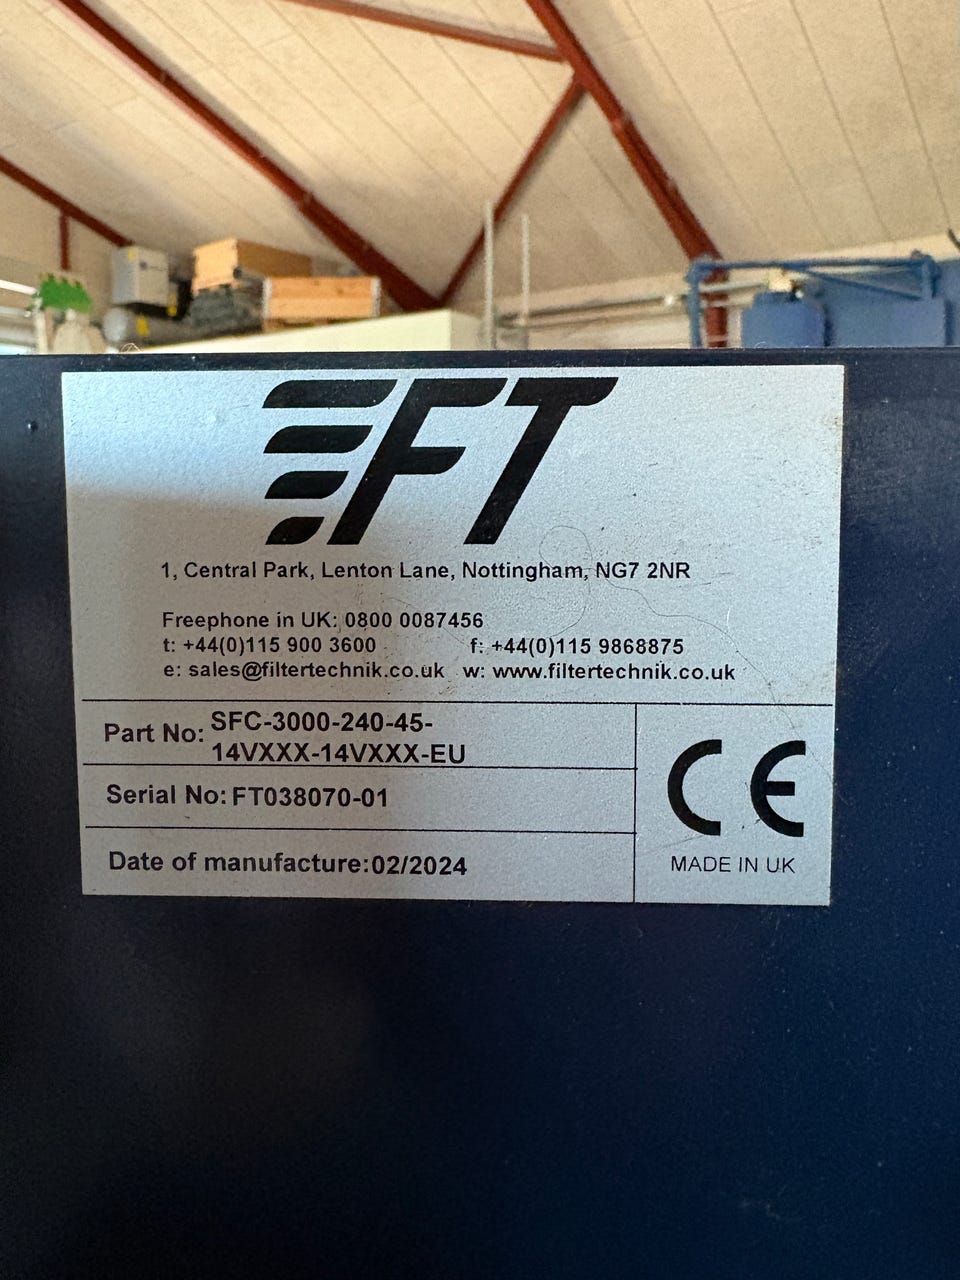 FT
1, Central Park, Lenton Lane, Nottingham, NG7 2NR
Freephone in UK: 0800 0087456
t: +44(0)115 900 3600 f: +44(0)115 9868875
e: sales@filtertechnik.co.uk w: www.filtertechnik.co.uk
Part No: SFC-3000-240-45-
14VXXX-14VXXX-EU
Serial No: FT038070-01
Date of manufacture: 02/2024
CE
MADE IN UK